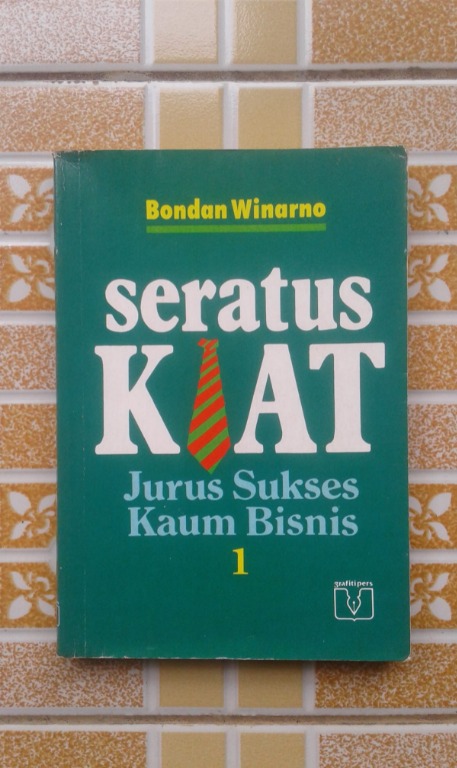 Bondan Winarno
seratus
KIAT
Jurus Sukses
Kaum Bisnis
1
grafitipers